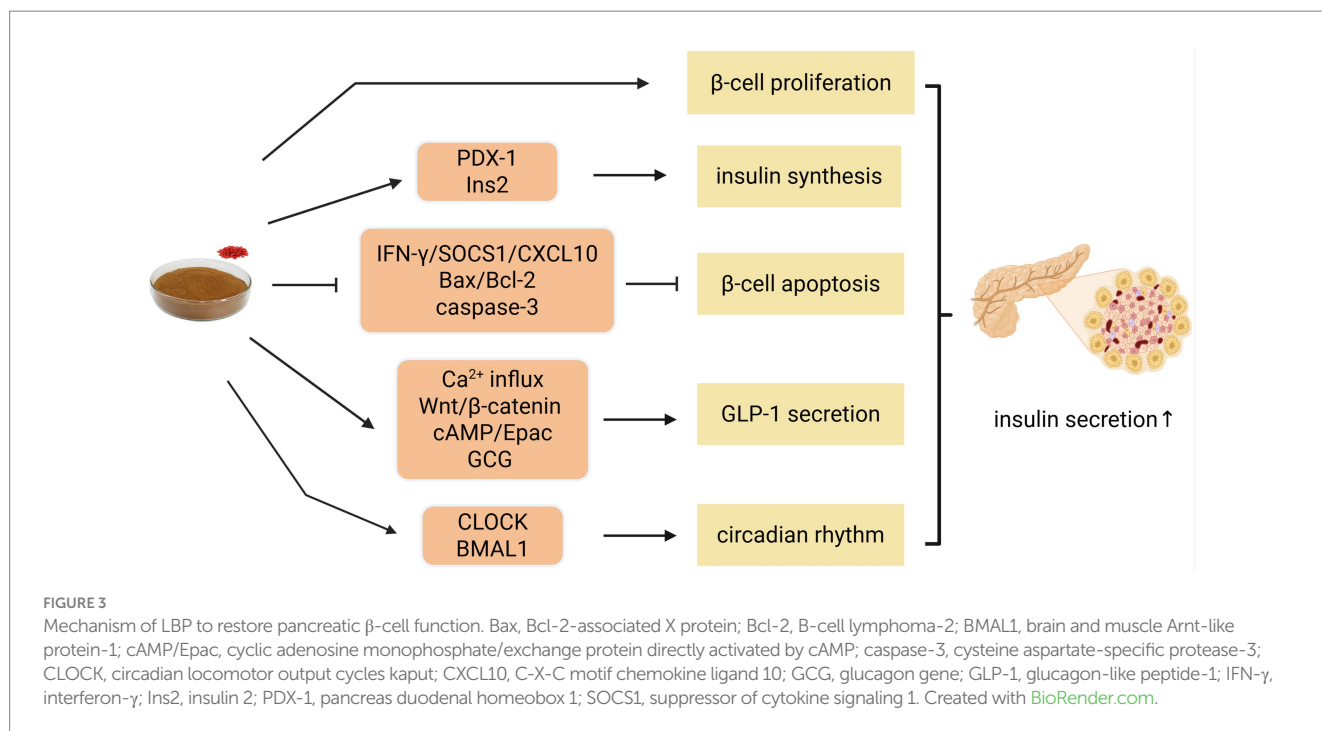 β-cell proliferation
PDX-1
Ins2
insulin synthesis
IFN-γ/SOCS1/CXCL10
Bax/Bcl-2
caspase-3
β-cell apoptosis
Ca²⁺ influx
Wnt/β-catenin
cAMP/Epac
GCG
GLP-1 secretion
CLOCK
BMAL1
circadian rhythm
insulin secretion↑
FIGURE 3
Mechanism of LBP to restore pancreatic β-cell function. Bax, Bcl-2-associated X protein; Bcl-2, B-cell lymphoma-2; BMAL1, brain and muscle Arnt-like
protein-1; cAMP/Epac, cyclic adenosine monophosphate/exchange protein directly activated by cAMP; caspase-3, cysteine aspartate-specific protease-3;
CLOCK, circadian locomotor output cycles kaput; CXCL10, C-X-C motif chemokine ligand 10; GCG, glucagon gene; GLP-1, glucagon-like peptide-1; IFN-γ,
interferon-γ; Ins2, insulin 2; PDX-1, pancreas duodenal homeobox 1; SOCS1, suppressor of cytokine signaling 1. Created with BioRender.com.